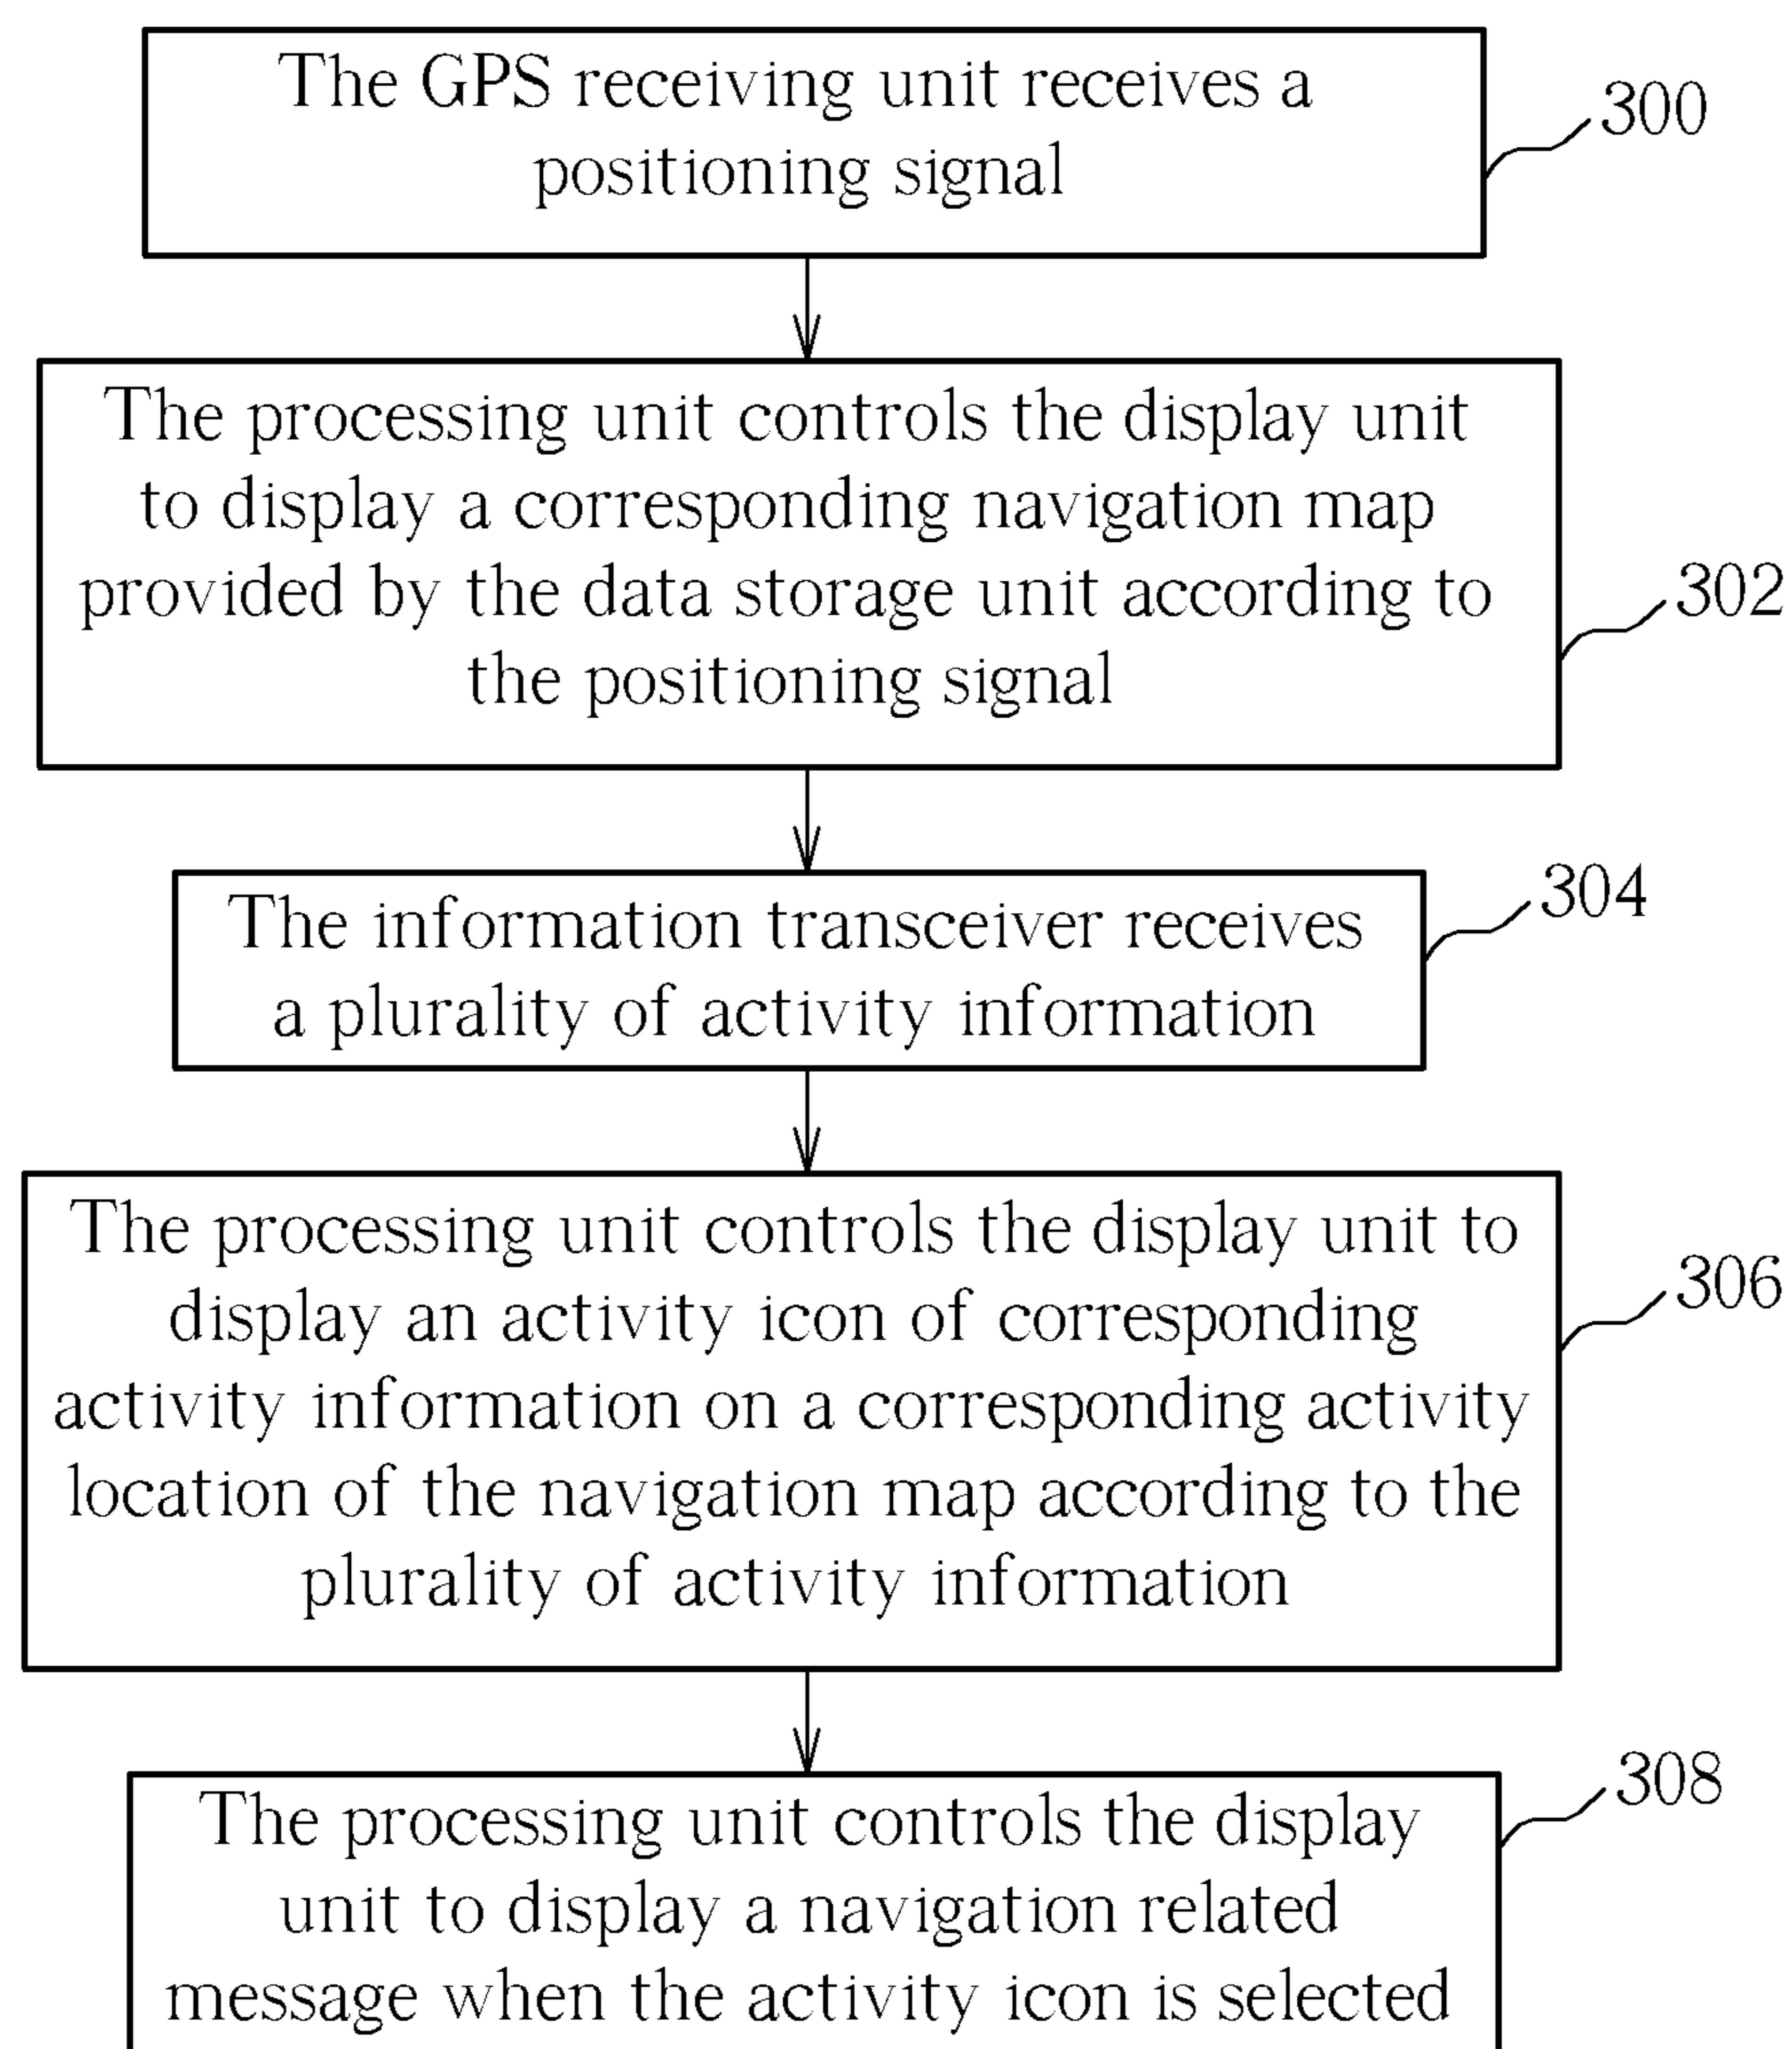 The GPS receiving unit receives a
positioning signal
300
The processing unit controls the display unit
to display a corresponding navigation map
provided by the data storage unit according to
the positioning signal
302
The information transceiver receives
a plurality of activity information
304
The processing unit controls the display unit to
display an activity icon of corresponding
activity information on a corresponding activity
location of the navigation map according to the
plurality of activity information
306
The processing unit controls the display
unit to display a navigation related
message when the activity icon is selected
308